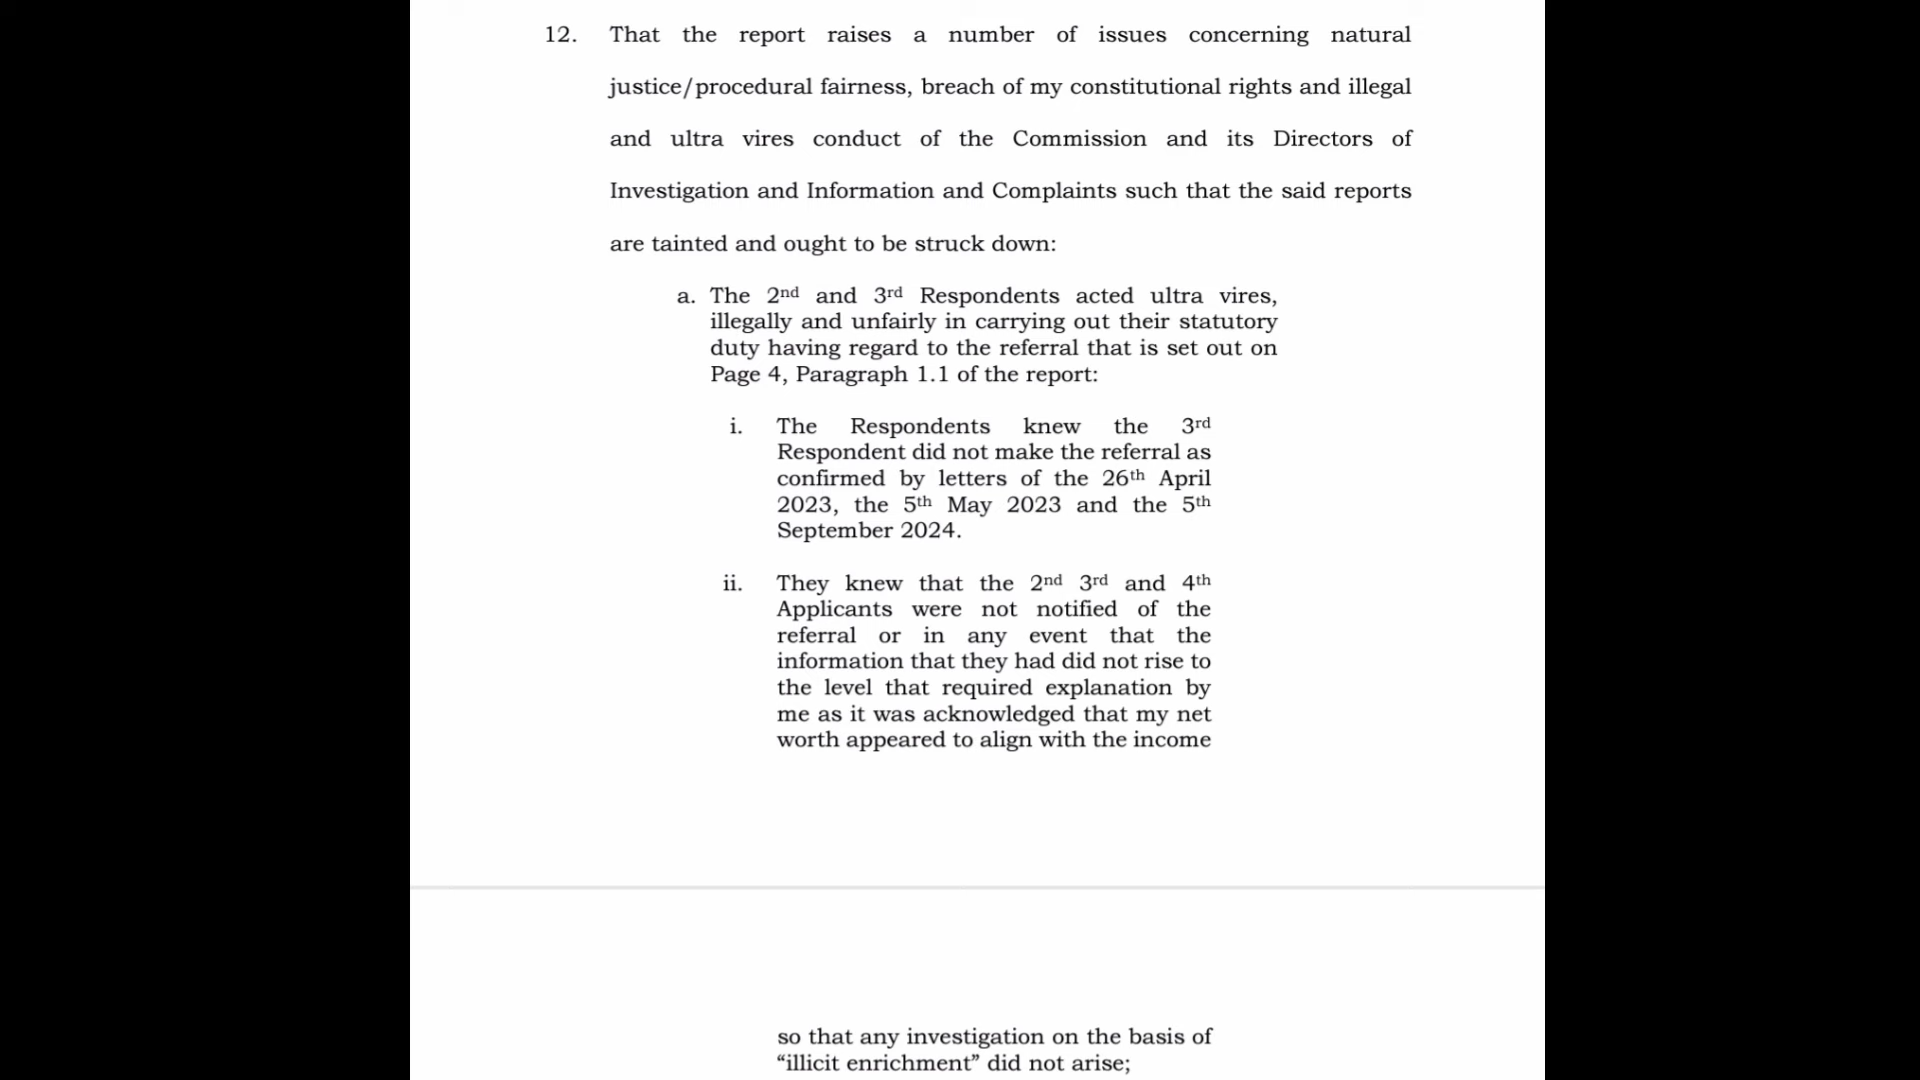 12. That the report raises a number of issues concerning natural
justice/procedural fairness, breach of my constitutional rights and illegal
and ultra vires conduct of the Commission and its Directors of
Investigation and Information and Complaints such that the said reports
are tainted and ought to be struck down:
a. The 2nd and 3rd Respondents acted ultra vires,
illegally and unfairly in carrying out their statutory
duty having regard to the referral that is set out on
Page 4, Paragraph 1.1 of the report:
i. The Respondents knew the 3rd
Respondent did not make the referral as
confirmed by letters of the 26th April
2023, the 5th May 2023 and the 5th
September 2024.
ii. They knew that the 2nd 3rd and 4th
Applicants were not notified of the
referral or in any event that the
information that they had did not rise to
the level that required explanation by
me as it was acknowledged that my net
worth appeared to align with the income
so that any investigation on the basis of
“illicit enrichment” did not arise;